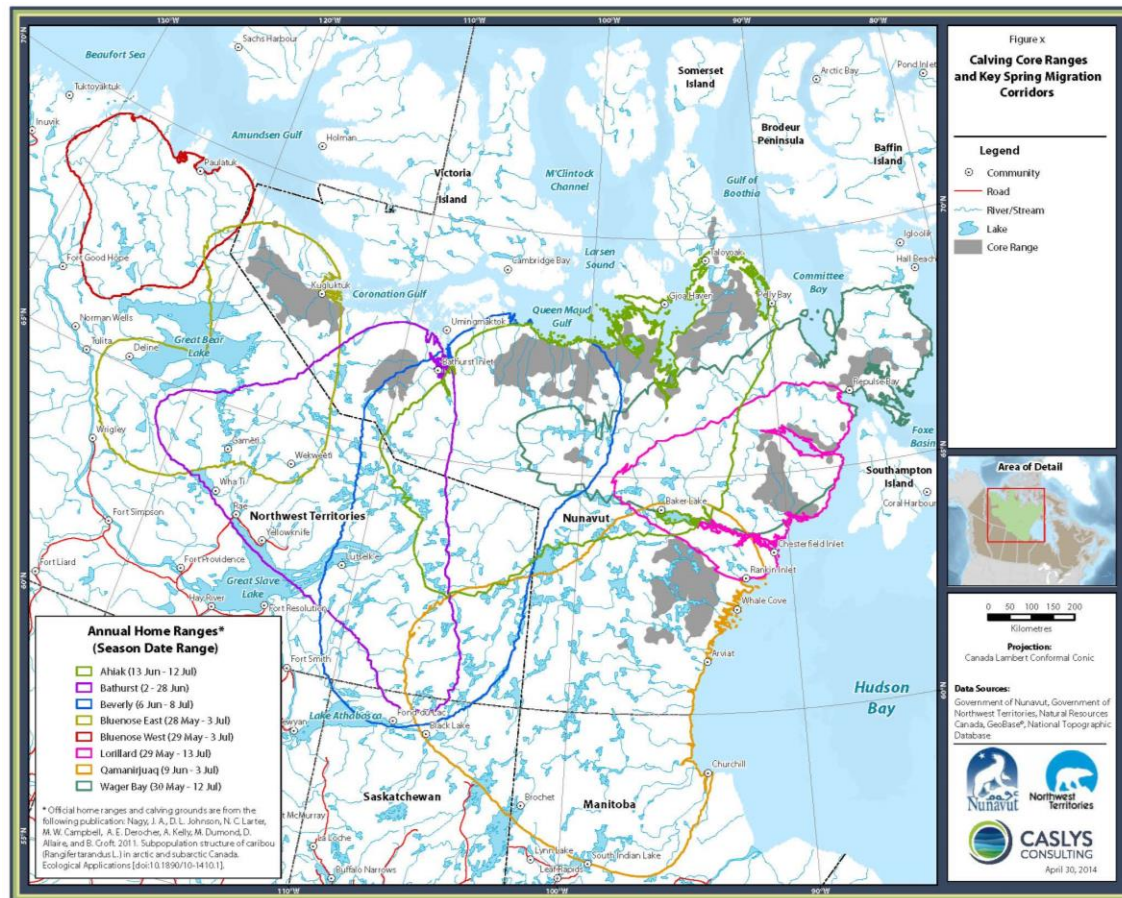 130°W
120°W
110°W
100°W
90°W
80°W
70°N
Sachs Harbour
Beaufort Sea
Tuktoyaktuk
Inuvik
Amundsen Gulf
Holman
Paulatuk
Victoria
Island
M'Clintock
Channel
Somerset
Island
Arctic Bay
Pond Inlet
Brodeur
Peninsula
Baffin
Island
Gulf of
Boothia
70°N
Igloolik
Hall Beach
Fort Good Hope
Cambridge Bay
Larsen
Sound
Taloyoak
Committee
Bay
Kugluktuk
Coronation Gulf
Gjoa Haven
Pelly Bay
65°N
Norman Wells
Tulita
Deline
Great Bear
Lake
Umingmaktok
Queen Maud
Gulf
Bathurst Inlet
Repulse Bay
Wrigley
Gamèti
Wekweèti
Foxe
Basin
65°N
Wha Ti
Rae
Northwest Territories
Nunavut
Baker Lake
Southampton
Island
Coral Harbour
Fort Simpson
Yellowknife
Chesterfield Inlet
Fort Liard
Fort Providence
Lutselk'e
Great Slave
Lake
Rankin Inlet
Whale Cove
60°N
Hay River
Fort Resolution
Arviat
Fort Smith
Hudson
Bay
60°N
Lake Athabasca
Fond-du-Lac
Black Lake
Churchill
Saskatchewan
Brochet
Manitoba
La Loche
Lynn Lake
South Indian Lake
Leaf Rapids
Buffalo Narrows
55°N
110°W
100°W
90°W
Annual Home Ranges*
(Season Date Range)
Ahiak (13 Jun - 12 Jul)
Bathurst (2 - 28 Jun)
Beverly (6 Jun - 8 Jul)
Bluenose East (28 May - 3 Jul)
Bluenose West (29 May - 3 Jul)
Lorillard (29 May - 13 Jul)
Qamanirjuaq (9 Jun - 3 Jul)
Wager Bay (30 May - 12 Jul)
* Official home ranges and calving grounds are from the
following publication: Nagy, J. A., D. L. Johnson, N. C. Larter,
M. W. Campbell, A. E. Derocher, A. Kelly, M. Dumond, D.
Allaire, and B. Croft. 2011. Subpopulation structure of caribou
(Rangifer tarandus L.) in arctic and subarctic Canada.
Ecological Applications [doi:10.1890/10-1410.1].
Figure x
Calving Core Ranges
and Key Spring Migration
Corridors
Legend
Community
Road
River/Stream
Lake
Core Range
Area of Detail
0 50 100 150 200
Kilometres
Projection:
Canada Lambert Conformal Conic
Data Sources:
Government of Nunavut, Government of
Northwest Territories, Natural Resources
Canada, GeoBase®, National Topographic
Database
Nunavut
Northwest
Territories
CASLYS
CONSULTING
April 30, 2014